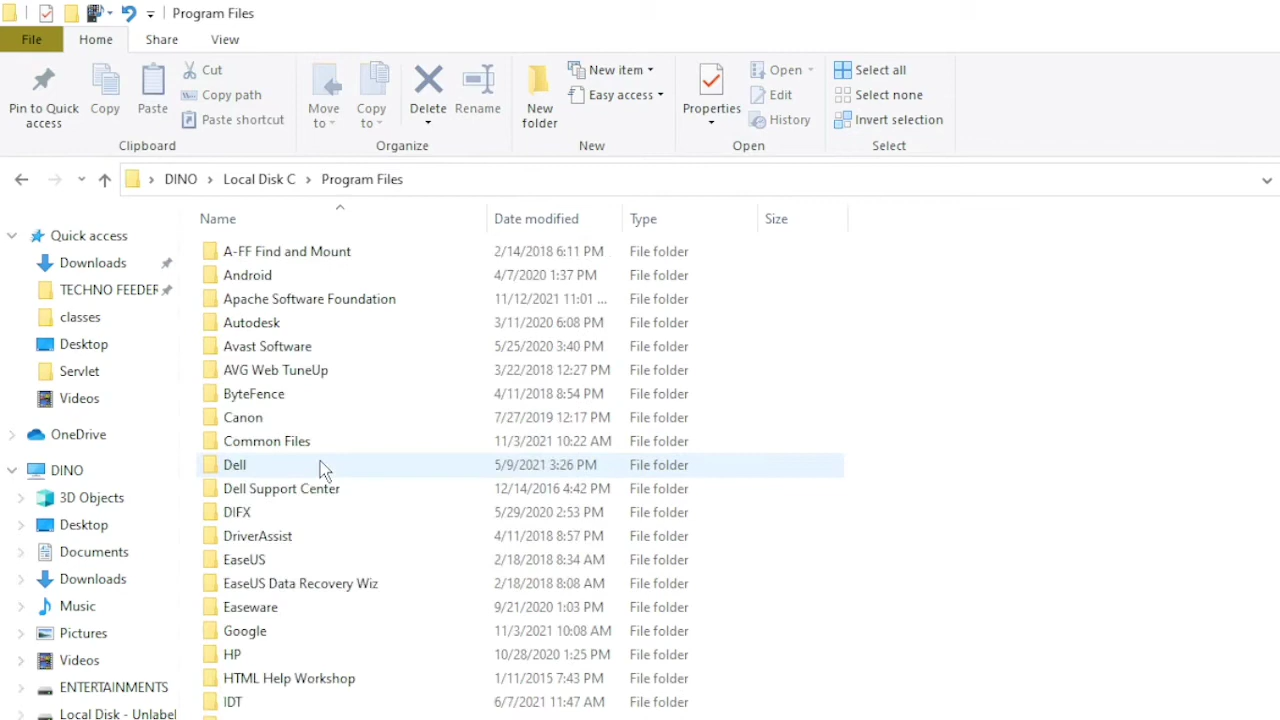 Program Files
File Home Share View
Pin to Quick access
Copy
Paste
Cut
Copy path
Paste shortcut
Clipboard
Move to
Copy to
Delete
Rename
Organize
New folder
New item
Easy access
New
Properties
Open
Edit
History
Open
Select all
Select none
Invert selection
Select
DINO › Local Disk C › Program Files
Quick access
Downloads
TECHNO FEEDER
classes
Desktop
Servlet
Videos
OneDrive
DINO
3D Objects
Desktop
Documents
Downloads
Music
Pictures
Videos
ENTERTAINMENTS
Local Disk - Unlabel
Name Date modified Type Size
A-FF Find and Mount 2/14/2018 6:11 PM File folder
Android 4/7/2020 1:37 PM File folder
Apache Software Foundation 11/12/2021 11:01 ... File folder
Autodesk 3/11/2020 6:08 PM File folder
Avast Software 5/25/2020 3:40 PM File folder
AVG Web TuneUp 3/22/2018 12:27 PM File folder
ByteFence 4/11/2018 8:54 PM File folder
Canon 7/27/2019 12:17 PM File folder
Common Files 11/3/2021 10:22 AM File folder
Dell 5/9/2021 3:26 PM File folder
Dell Support Center 12/14/2016 4:42 PM File folder
DIFX 5/29/2020 2:53 PM File folder
DriverAssist 4/11/2018 8:57 PM File folder
EaseUS 2/18/2018 8:34 AM File folder
EaseUS Data Recovery Wiz 2/18/2018 8:08 AM File folder
Easeware 9/21/2020 1:03 PM File folder
Google 11/3/2021 10:08 AM File folder
HP 10/28/2020 1:25 PM File folder
HTML Help Workshop 1/11/2015 7:43 PM File folder
IDT 6/7/2021 11:47 AM File folder